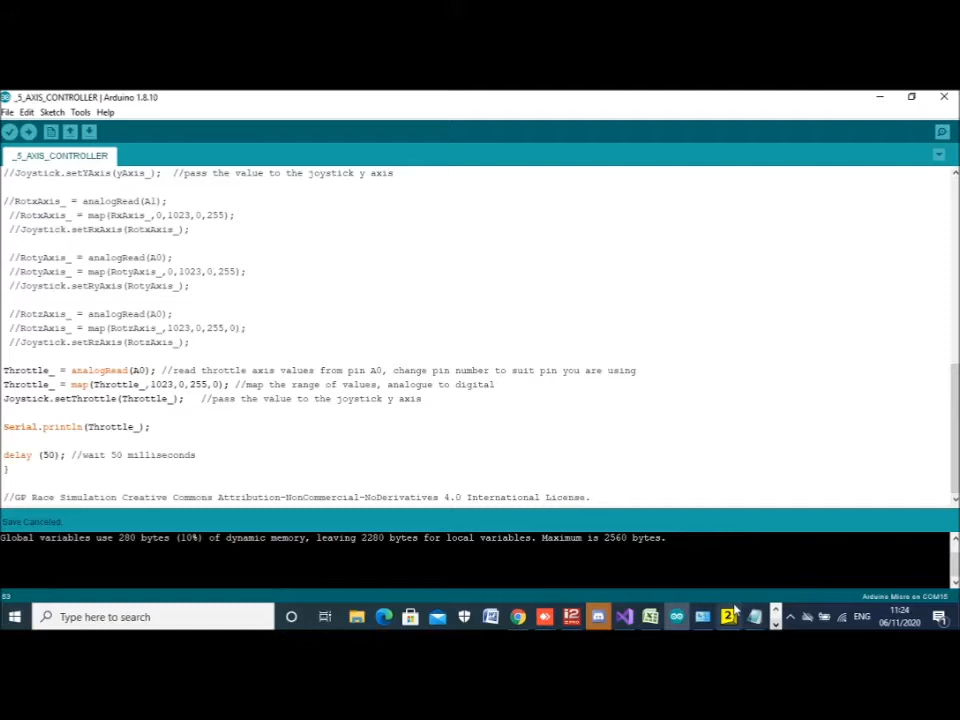 _5_AXIS_CONTROLLER | Arduino 1.8.10
File Edit Sketch Tools Help
_5_AXIS_CONTROLLER
//Joystick.setYAxis(yAxis_); //pass the value to the joystick y axis
//RotxAxis_ = analogRead(A1);
//RotxAxis_ = map(RxAxis_,0,1023,0,255);
//Joystick.setRxAxis(RotxAxis_);
//RotyAxis_ = analogRead(A0);
//RotyAxis_ = map(RotyAxis_,0,1023,0,255);
//Joystick.setRyAxis(RotyAxis_);
//RotzAxis_ = analogRead(A0);
//RotzAxis_ = map(RotzAxis_,1023,0,255,0);
//Joystick.setRzAxis(RotzAxis_);
Throttle_ = analogRead(A0); //read throttle axis values from pin A0, change pin number to suit pin you are using
Throttle_ = map(Throttle_,1023,0,255,0); //map the range of values, analogue to digital
Joystick.setThrottle(Throttle_); //pass the value to the joystick y axis
Serial.println(Throttle_);
delay (50); //wait 50 milliseconds
}
//GP Race Simulation Creative Commons Attribution-NonCommercial-NoDerivatives 4.0 International License.
Save Canceled.
Global variables use 280 bytes (10%) of dynamic memory, leaving 2280 bytes for local variables. Maximum is 2560 bytes.
53
Arduino Micro on COM15
Type here to search
ENG
11:24
06/11/2020